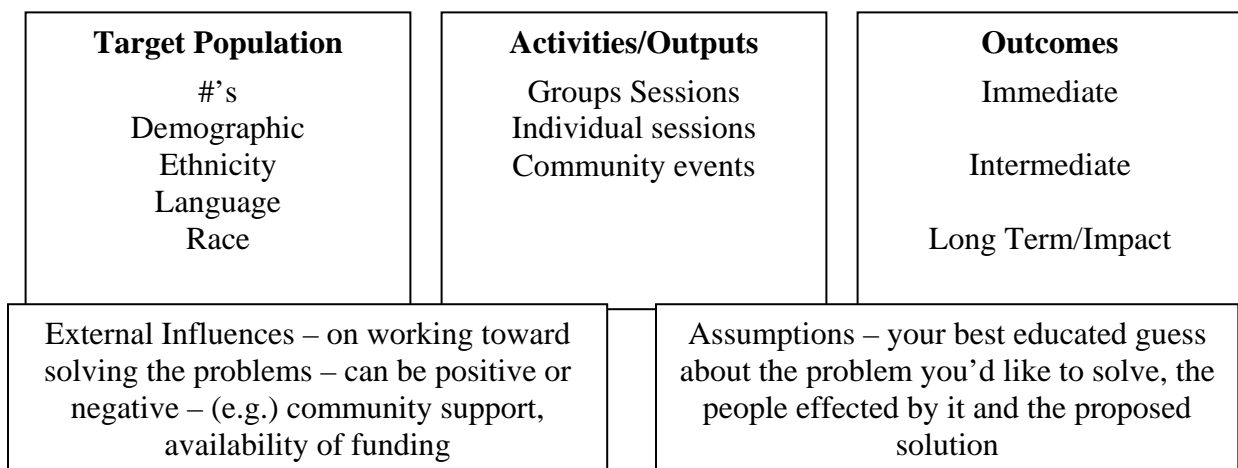 Target Population
#’s
Demographic
Ethnicity
Language
Race
Activities/Outputs
Groups Sessions
Individual sessions
Community events
Outcomes
Immediate
Intermediate
Long Term/Impact
External Influences – on working toward
solving the problems – can be positive or
negative – (e.g.) community support,
availability of funding
Assumptions – your best educated guess
about the problem you’d like to solve, the
people effected by it and the proposed
solution